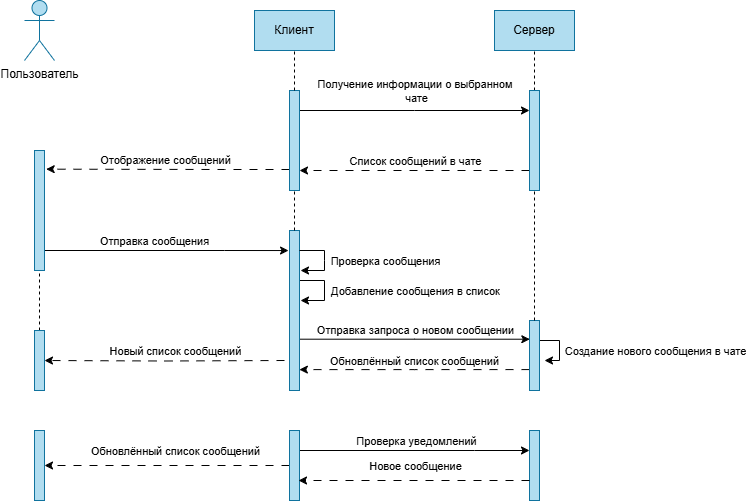 Клиент
Сервер
Пользователь
Получение информации о выбранном
чате
Отображение сообщений
Список сообщений в чате
Отправка сообщения
Проверка сообщения
Добавление сообщения в список
Отправка запроса о новом сообщении
Новый список сообщений
Обновлённый список сообщений
Создание нового сообщения в чате
Обновлённый список сообщений
Проверка уведомлений
Новое сообщение